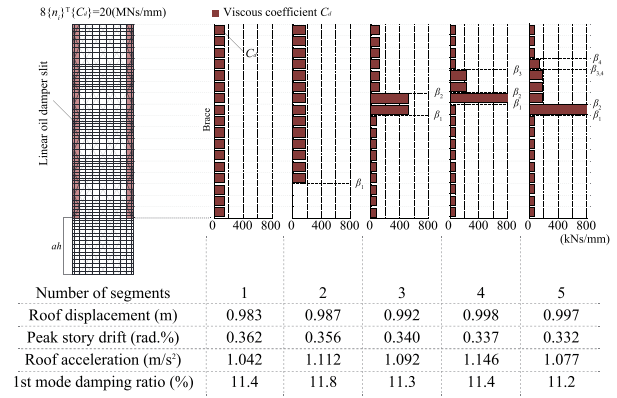 8{nⱼ}ᵀ{C_d}=20(MNs/mm)
Viscous coefficient C_d
Linear oil damper slit
ah
Brace
C_d
β₁
β₂
β₁
β₃
β₂
β₁
β₄
β₃,₄
β₂
β₁
0 400 800 0 400 800 0 400 800 0 400 800 0 400 800
(kNs/mm)
Number of segments 1 2 3 4 5
Roof displacement (m) 0.983 0.987 0.992 0.998 0.997
Peak story drift (rad.%) 0.362 0.356 0.340 0.337 0.332
Roof acceleration (m/s²) 1.042 1.112 1.092 1.146 1.077
1st mode damping ratio (%) 11.4 11.8 11.3 11.4 11.2